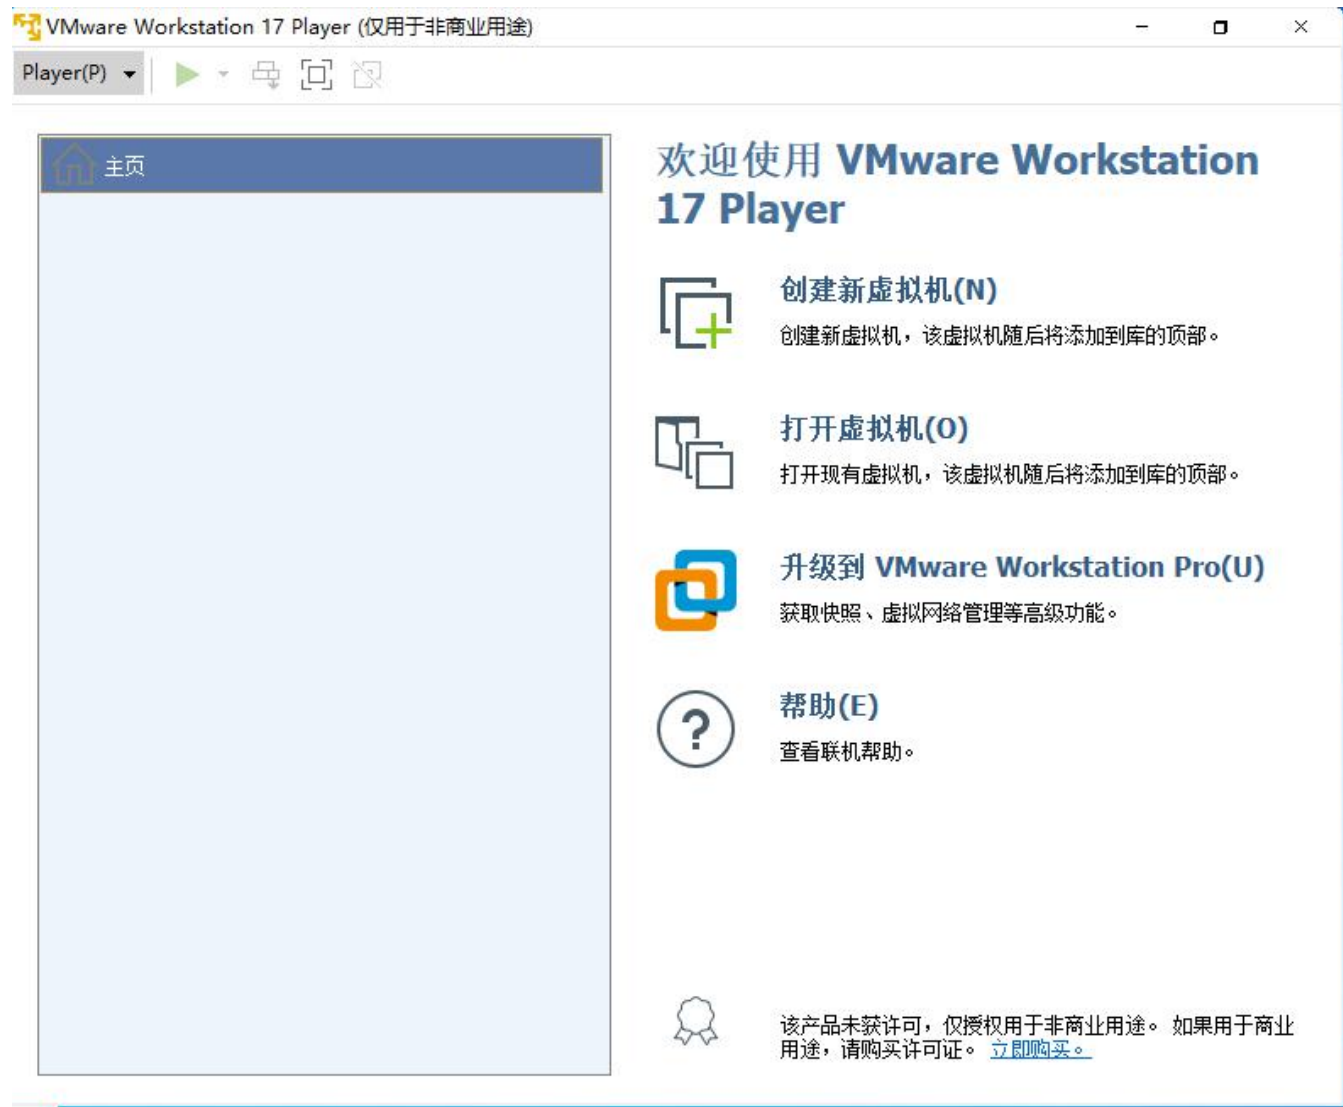 VMware Workstation 17 Player (仅用于非商业用途)
Player(P)
主页
欢迎使用 VMware Workstation
17 Player
创建新虚拟机(N)
创建新虚拟机，该虚拟机随后将添加到库的顶部。
打开虚拟机(O)
打开现有虚拟机，该虚拟机随后将添加到库的顶部。
升级到 VMware Workstation Pro(U)
获取快照、虚拟网络管理等高级功能。
帮助(E)
查看联机帮助。
该产品未获许可，仅授权用于非商业用途。 如果用于商业
用途，请购买许可证。 立即购买。